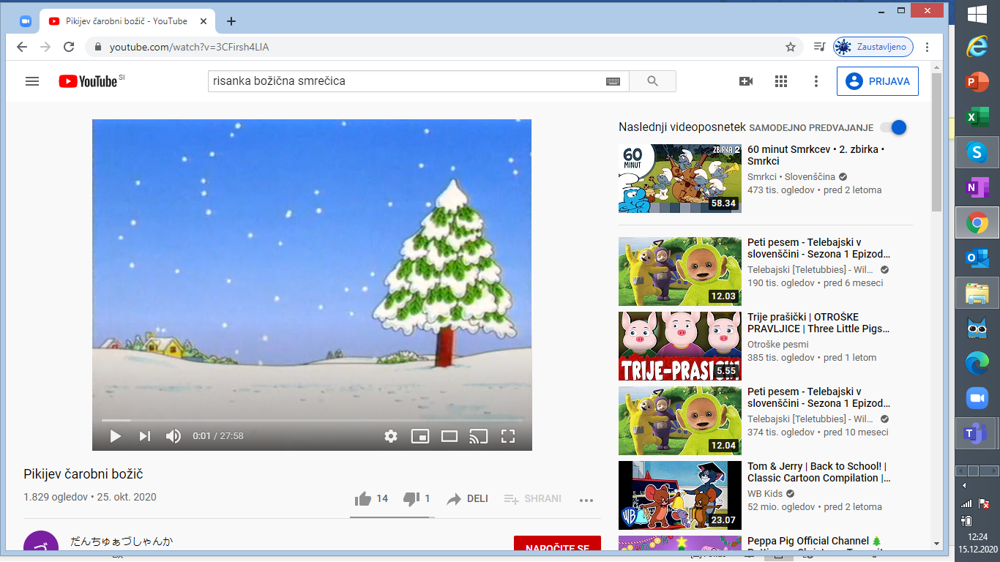 Pikijev čarobni božič - YouTube
youtube.com/watch?v=3CFirsh4LIA
Zaustavljeno
YouTube SI
risanka božična smrečica
PRIJAVA
0:01 / 27:58
Pikijev čarobni božič
1.829 ogledov • 25. okt. 2020
14
1
DELI
SHRANI
だんちゅぁづしゃんか
NAROČITE SE
Naslednji videoposnetek
SAMODEJNO PREDVAJANJE
60 MINUT
ZBIRKA 2
58.34
60 minut Smrkcev • 2. zbirka •
Smrkci
Smrkci • Slovenščina
473 tis. ogledov • pred 2 letoma
12.03
Peti pesem - Telebajski v
slovenščini - Sezona 1 Epizod...
Telebajski [Teletubbies] - Wil...
190 tis. ogledov • pred 6 meseci
TRIJE-PRASICKI
5.55
Trije prašički | OTROŠKE
PRAVLJICE | Three Little Pigs...
Otroške pesmi
385 tis. ogledov • pred 1 letom
12.04
Peti pesem - Telebajski v
slovenščini - Sezona 1 Epizod...
Telebajski [Teletubbies] - Wil...
374 tis. ogledov • pred 10 meseci
WB
23.07
Tom & Jerry | Back to School! |
Classic Cartoon Compilation |...
WB Kids
52 mio. ogledov • pred 2 letoma
Peppa Pig Official Channel 🎄
12:24
15.12.2020